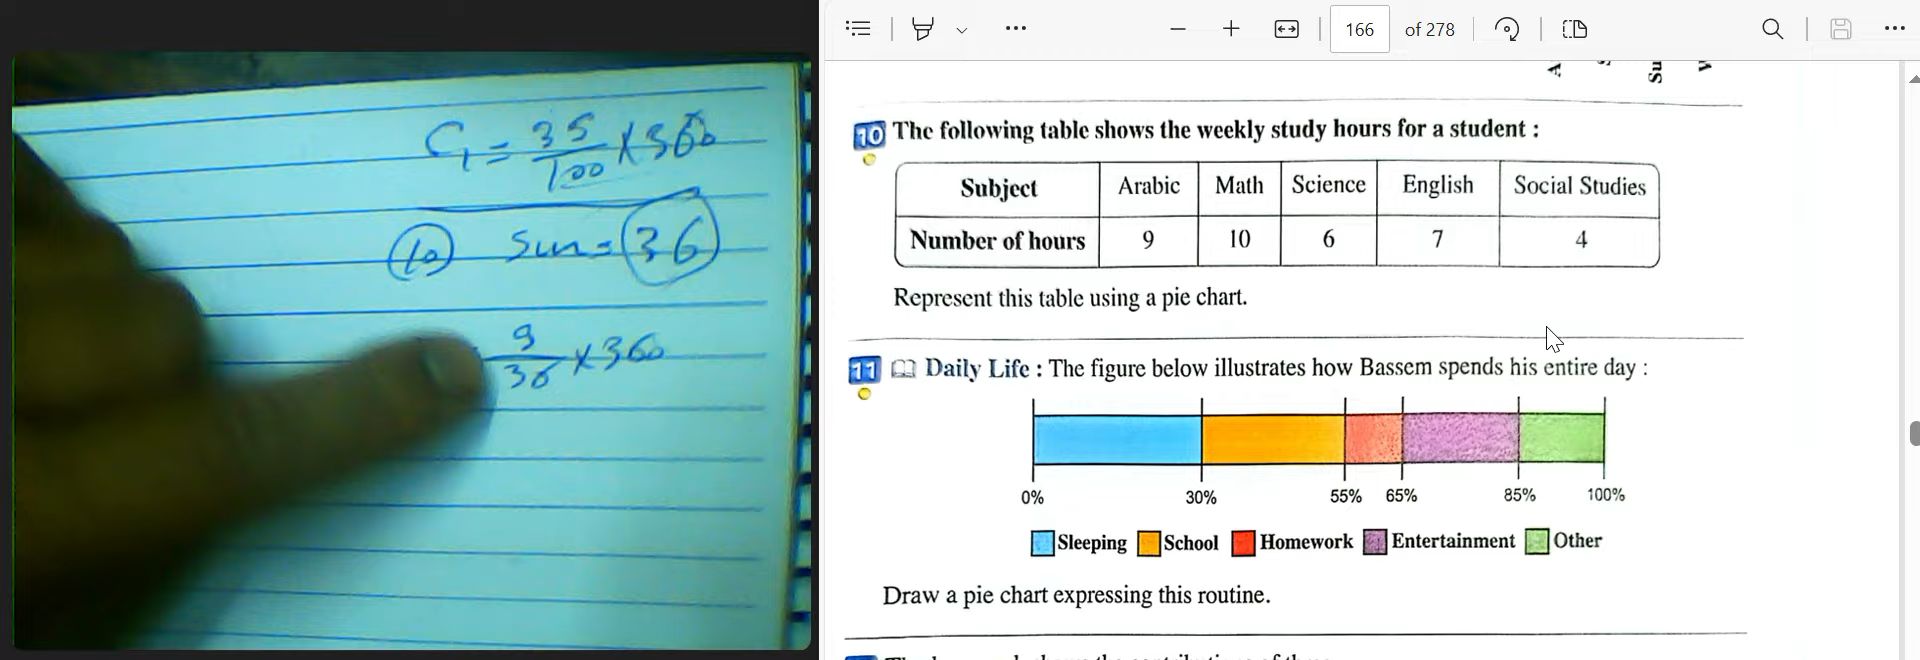 C₁ = 35/100 × 360
10 Sum = 36
9/36 × 360
166 of 278
10 The following table shows the weekly study hours for a student :
Subject Arabic Math Science English Social Studies
Number of hours 9 10 6 7 4
Represent this table using a pie chart.
11 Daily Life : The figure below illustrates how Bassem spends his entire day :
0% 30% 55% 65% 85% 100%
Sleeping School Homework Entertainment Other
Draw a pie chart expressing this routine.